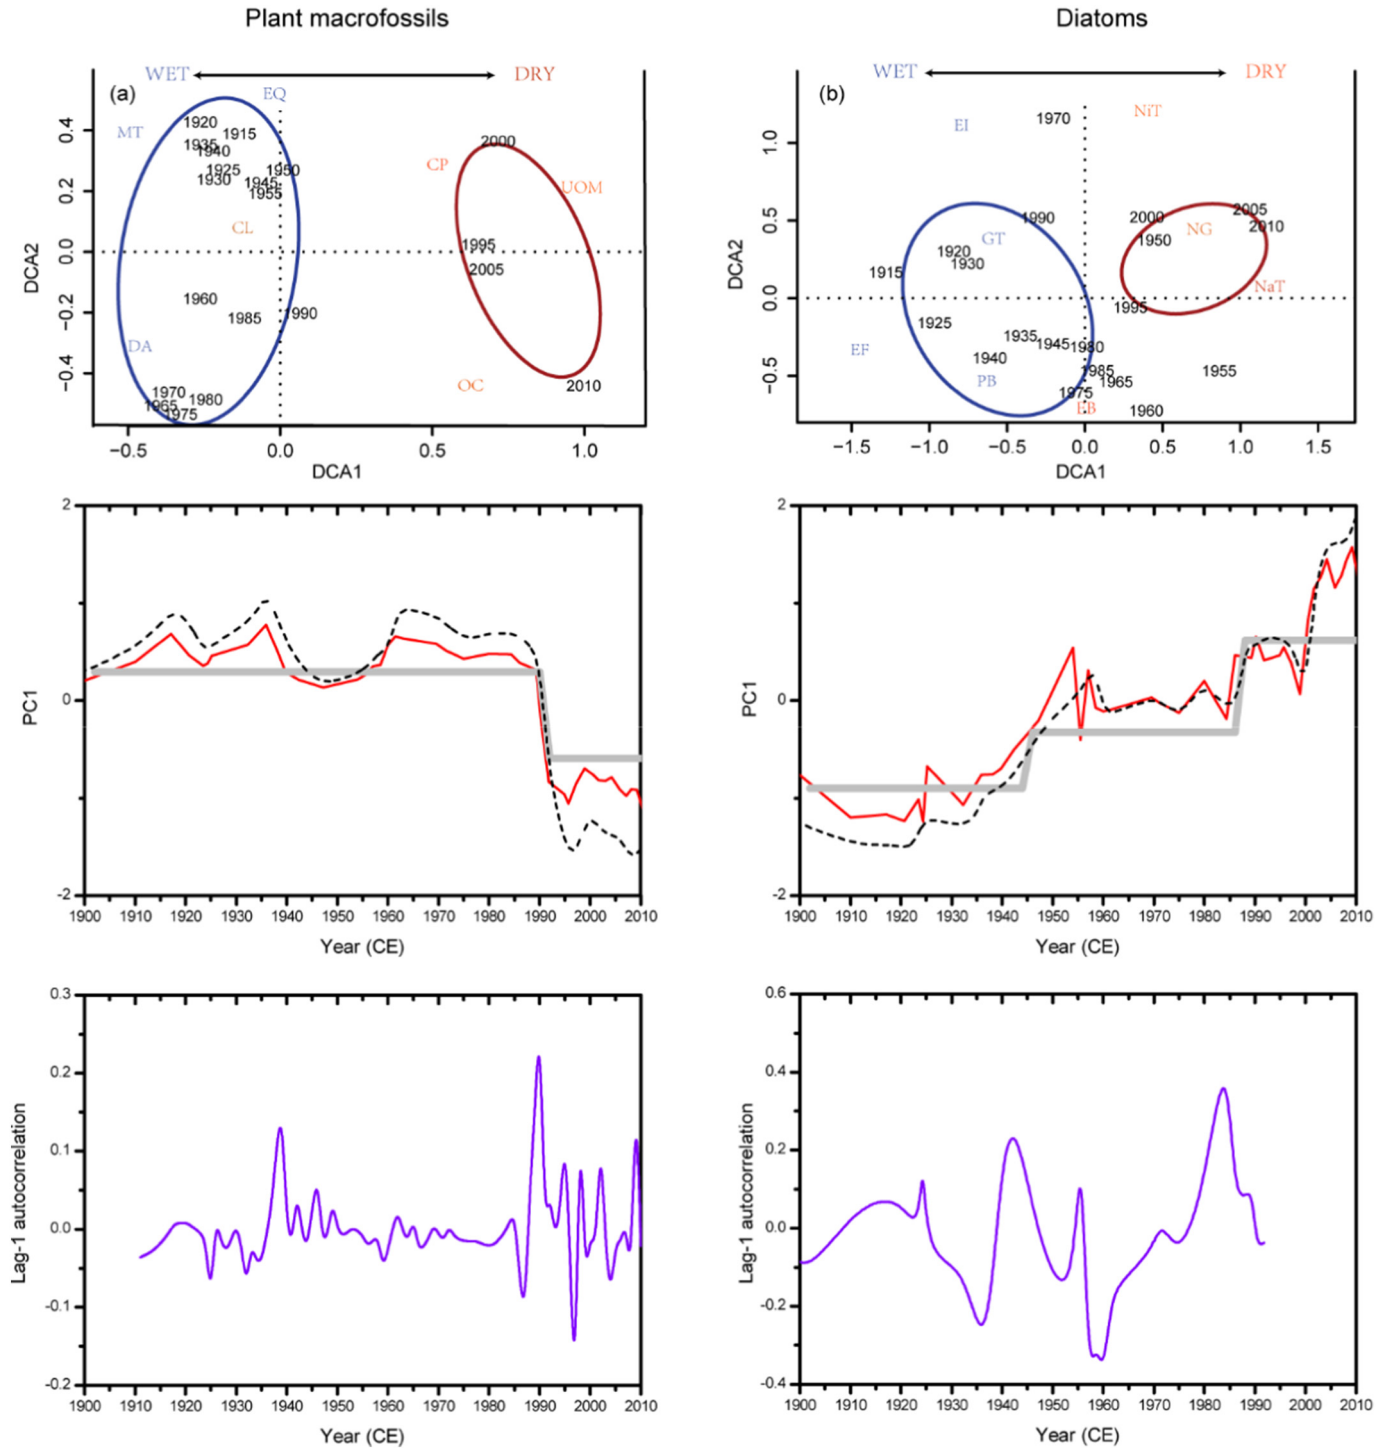 Plant macrofossils
Diatoms
WET DRY
(a) EQ
MT
1920
1915
1935
1940
1925
1950
1930
1945
1955
CL
1960
1985
1990
DA
1970
1980
1965
1975
2000
CP
UOM
1995
2005
OC
2010
DCA2
0.4
0.2
0.0
−0.2
−0.4
−0.5 0.0 0.5 1.0
DCA1
WET DRY
(b)
EI
1970
NiT
1990
GT
1920
1930
1915
1925
EF
1935
1945
1980
1940
PB
1985
1965
1975
EB
1960
1955
2000
2005
NG
2010
1950
NaT
1995
DCA2
1.0
0.5
0.0
−0.5
−1.5 −1.0 −0.5 0.0 0.5 1.0 1.5
DCA1
PC1
2
0
-2
1900 1910 1920 1930 1940 1950 1960 1970 1980 1990 2000 2010
Year (CE)
PC1
2
0
-2
1900 1910 1920 1930 1940 1950 1960 1970 1980 1990 2000 2010
Year (CE)
Lag-1 autocorrelation
0.3
0.2
0.1
0.0
-0.1
-0.2
1900 1910 1920 1930 1940 1950 1960 1970 1980 1990 2000 2010
Year (CE)
Lag-1 autocorrelation
0.6
0.4
0.2
0.0
-0.2
-0.4
1900 1910 1920 1930 1940 1950 1960 1970 1980 1990 2000 2010
Year (CE)